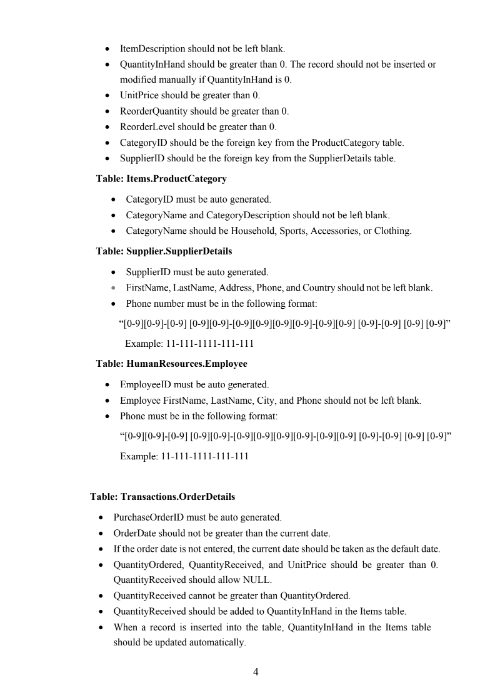 • ItemDescription should not be left blank.
• QuantityInHand should be greater than 0. The record should not be inserted or
modified manually if QuantityInHand is 0.
• UnitPrice should be greater than 0.
• ReorderQuantity should be greater than 0.
• ReorderLevel should be greater than 0.
• CategoryID should be the foreign key from the ProductCategory table.
• SupplierID should be the foreign key from the SupplierDetails table.
Table: Items.ProductCategory
• CategoryID must be auto generated.
• CategoryName and CategoryDescription should not be left blank.
• CategoryName should be Household, Sports, Accessories, or Clothing.
Table: Supplier.SupplierDetails
• SupplierID must be auto generated.
• FirstName, LastName, Address, Phone, and Country should not be left blank.
• Phone number must be in the following format:
“[0-9][0-9]-[0-9] [0-9][0-9]-[0-9][0-9][0-9][0-9]-[0-9][0-9] [0-9]-[0-9] [0-9] [0-9]”
Example: 11-111-1111-111-111
Table: HumanResources.Employee
• EmployeeID must be auto generated.
• Employee FirstName, LastName, City, and Phone should not be left blank.
• Phone must be in the following format:
“[0-9][0-9]-[0-9] [0-9][0-9]-[0-9][0-9][0-9][0-9]-[0-9][0-9] [0-9]-[0-9] [0-9] [0-9]”
Example: 11-111-1111-111-111
Table: Transactions.OrderDetails
• PurchaseOrderID must be auto generated.
• OrderDate should not be greater than the current date.
• If the order date is not entered, the current date should be taken as the default date.
• QuantityOrdered, QuantityReceived, and UnitPrice should be greater than 0.
QuantityReceived should allow NULL.
• QuantityReceived cannot be greater than QuantityOrdered.
• QuantityReceived should be added to QuantityInHand in the Items table.
• When a record is inserted into the table, QuantityInHand in the Items table
should be updated automatically.
4